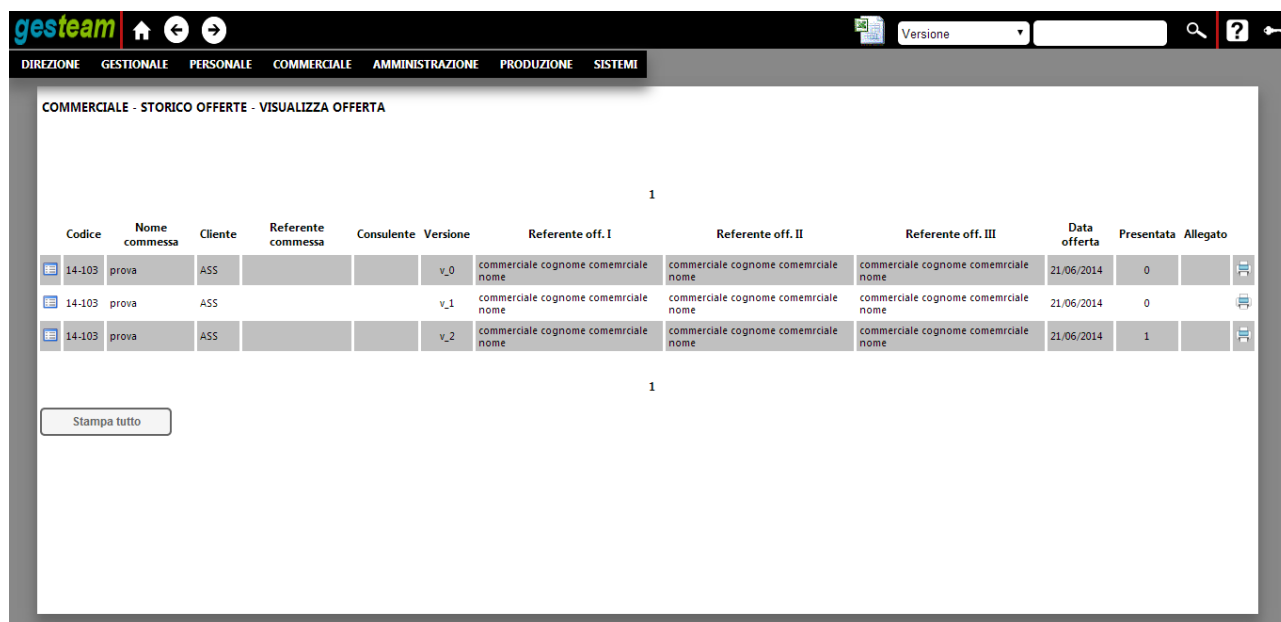 gesteam
Versione
?
DIREZIONE GESTIONALE PERSONALE COMMERCIALE AMMINISTRAZIONE PRODUZIONE SISTEMI
COMMERCIALE - STORICO OFFERTE - VISUALIZZA OFFERTA
1
Codice Nome commessa Cliente Referente commessa Consulente Versione Referente off. I Referente off. II Referente off. III Data offerta Presentata Allegato
14-103 prova ASS v_0 commerciale cognome comemrciale nome commerciale cognome comemrciale nome commerciale cognome comemrciale nome 21/06/2014 0
14-103 prova ASS v_1 commerciale cognome comemrciale nome commerciale cognome comemrciale nome commerciale cognome comemrciale nome 21/06/2014 0
14-103 prova ASS v_2 commerciale cognome comemrciale nome commerciale cognome comemrciale nome commerciale cognome comemrciale nome 21/06/2014 1
1
Stampa tutto